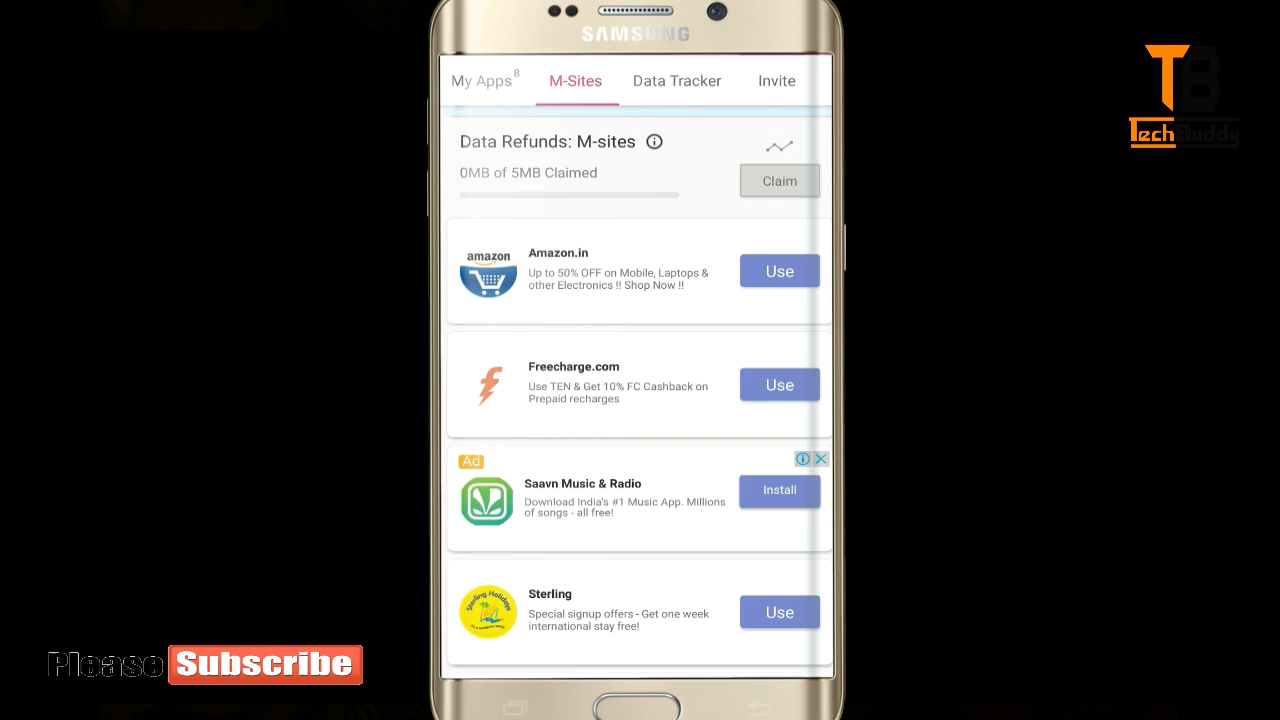 SAMSUNG
My Apps 8
M-Sites
Data Tracker
Invite
Data Refunds: M-sites
0MB of 5MB Claimed
Claim
amazon
Amazon.in
Up to 50% OFF on Mobile, Laptops &
other Electronics !! Shop Now !!
Use
Freecharge.com
Use TEN & Get 10% FC Cashback on
Prepaid recharges
Use
Ad
Saavn Music & Radio
Download India's #1 Music App. Millions
of songs - all free!
Install
Sterling Holidays
Sterling
Special signup offers - Get one week
international stay free!
Use
TB
TechBuddy
Please Subscribe